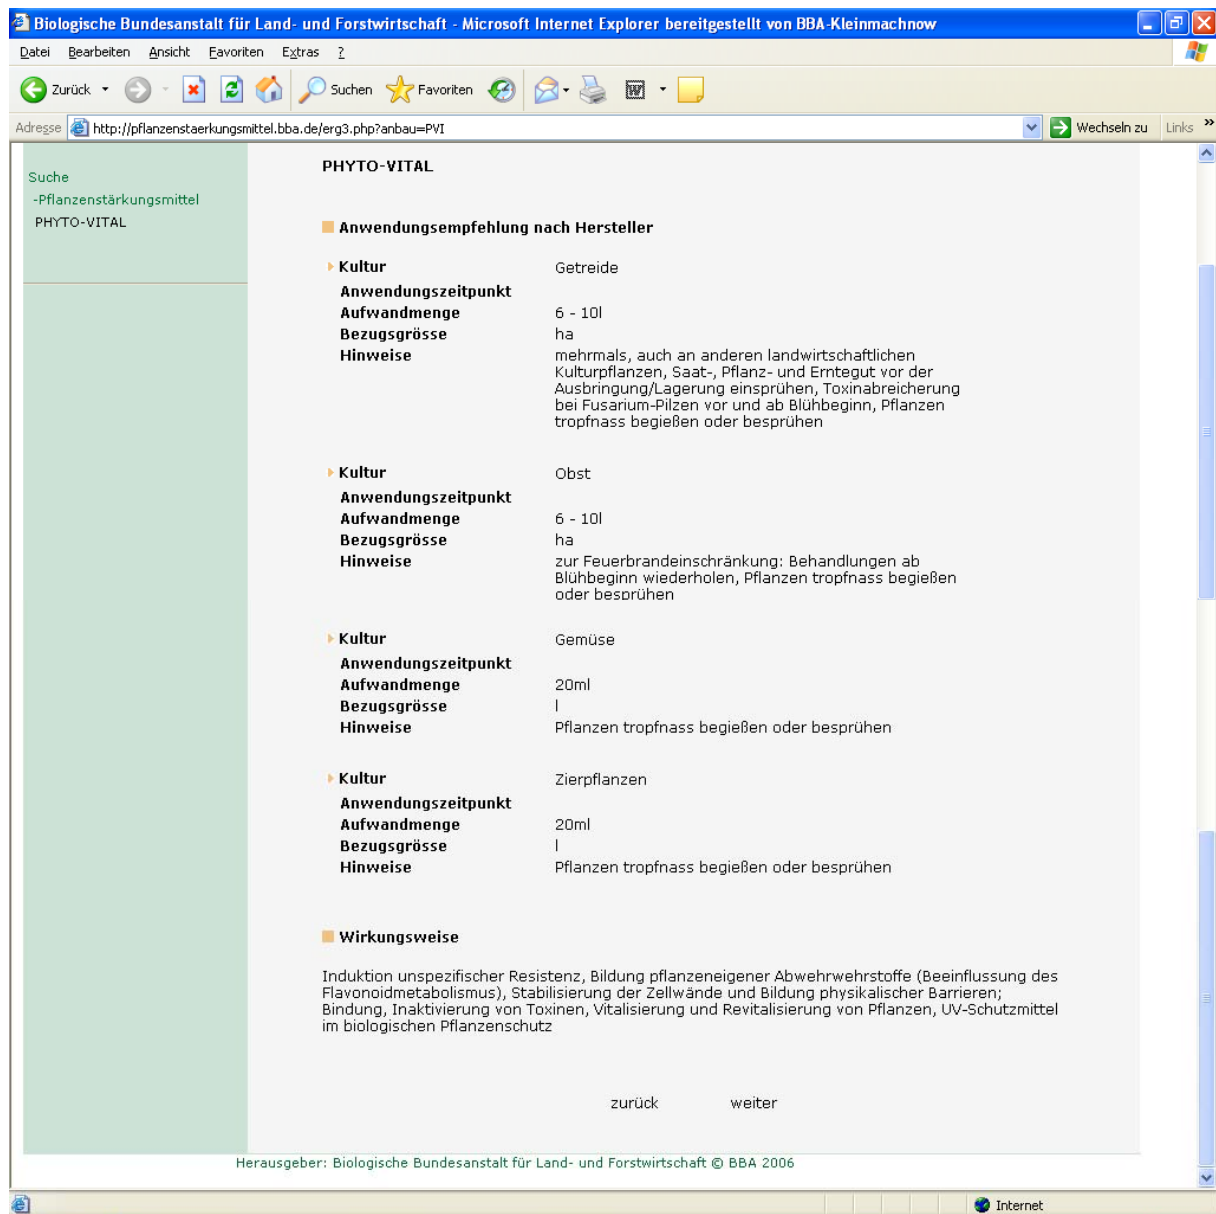 Biologische Bundesanstalt für Land- und Forstwirtschaft - Microsoft Internet Explorer bereitgestellt von BBA-Kleinmachnow
Datei Bearbeiten Ansicht Favoriten Extras ?
Zurück Suchen Favoriten
Adresse http://pflanzenstaerkungsmittel.bba.de/erg3.php?anbau=PVI Wechseln zu Links »
Suche
-Pflanzenstärkungsmittel
PHYTO-VITAL
PHYTO-VITAL
Anwendungsempfehlung nach Hersteller
Kultur Getreide
Anwendungszeitpunkt
Aufwandmenge 6 - 10l
Bezugsgrösse ha
Hinweise mehrmals, auch an anderen landwirtschaftlichen
Kulturpflanzen, Saat-, Pflanz- und Erntegut vor der
Ausbringung/Lagerung einsprühen, Toxinabreicherung
bei Fusarium-Pilzen vor und ab Blühbeginn, Pflanzen
tropfnass begießen oder besprühen
Kultur Obst
Anwendungszeitpunkt
Aufwandmenge 6 - 10l
Bezugsgrösse ha
Hinweise zur Feuerbrandeinschränkung: Behandlungen ab
Blühbeginn wiederholen, Pflanzen tropfnass begießen
oder besprühen
Kultur Gemüse
Anwendungszeitpunkt
Aufwandmenge 20ml
Bezugsgrösse l
Hinweise Pflanzen tropfnass begießen oder besprühen
Kultur Zierpflanzen
Anwendungszeitpunkt
Aufwandmenge 20ml
Bezugsgrösse l
Hinweise Pflanzen tropfnass begießen oder besprühen
Wirkungsweise
Induktion unspezifischer Resistenz, Bildung pflanzeneigener Abwehrwehrstoffe (Beeinflussung des
Flavonoidmetabolismus), Stabilisierung der Zellwände und Bildung physikalischer Barrieren;
Bindung, Inaktivierung von Toxinen, Vitalisierung und Revitalisierung von Pflanzen, UV-Schutzmittel
im biologischen Pflanzenschutz
zurück weiter
Herausgeber: Biologische Bundesanstalt für Land- und Forstwirtschaft © BBA 2006
Internet